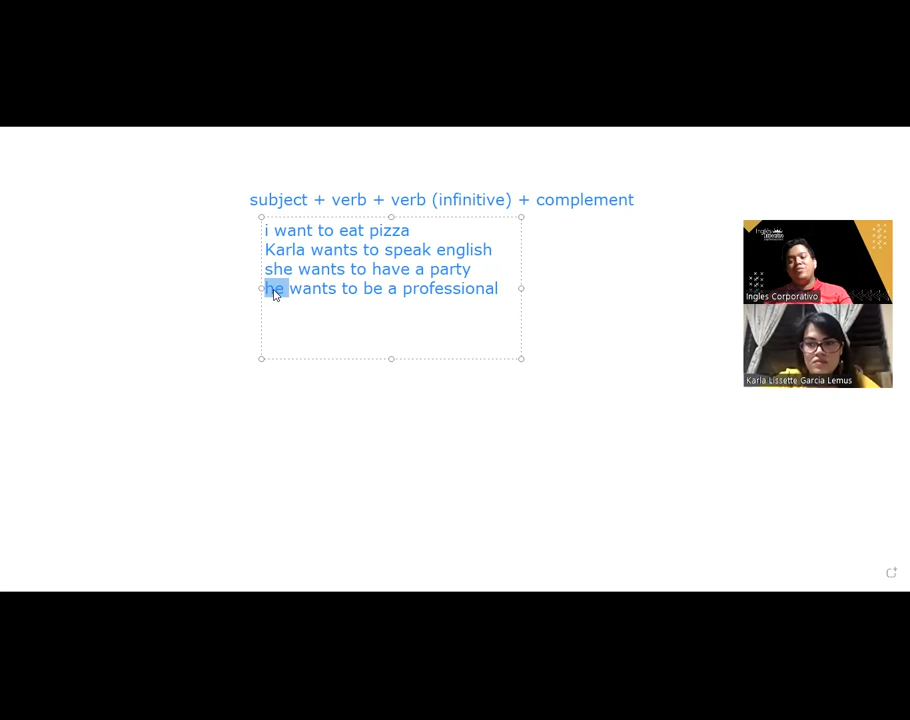 subject + verb + verb (infinitive) + complement
i want to eat pizza
Karla wants to speak english
she wants to have a party
he wants to be a professional
Ingles Corporativo
Karla Lissette Garcia Lemus